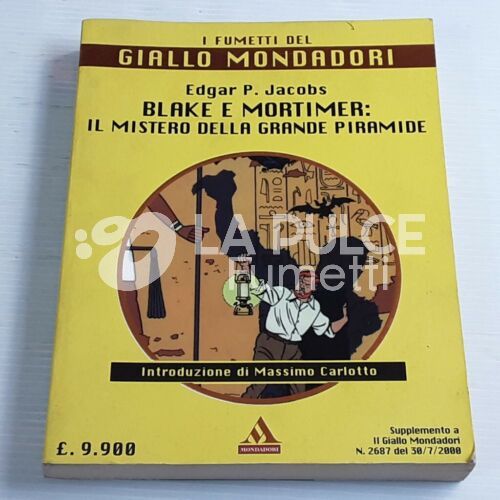 I FUMETTI DEL
GIALLO MONDADORI
Edgar P. Jacobs
BLAKE E MORTIMER:
IL MISTERO DELLA GRANDE PIRAMIDE
LA PULCE
Fumetti
Introduzione di Massimo Carlotto
£. 9.900
A
MONDADORI
Supplemento a
Il Giallo Mondadori
N. 2687 del 30/7/2000